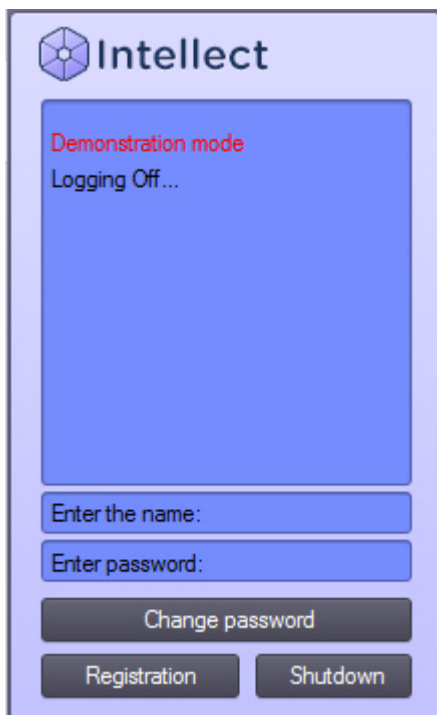 Intellect
Demonstration mode
Logging Off...
Enter the name:
Enter password:
Change password
Registration
Shutdown